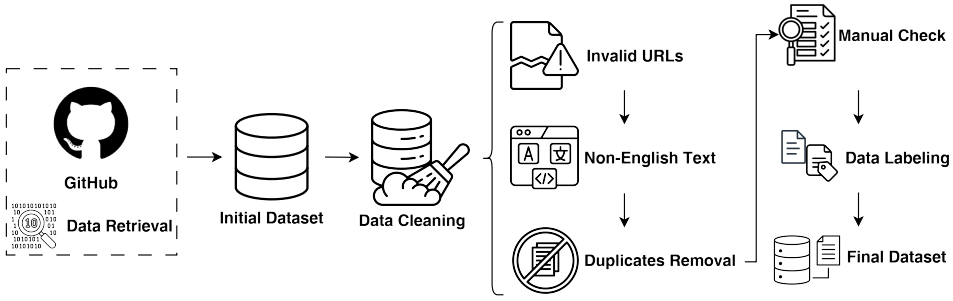 GitHub
Data Retrieval
Initial Dataset
Data Cleaning
Invalid URLs
Non-English Text
Duplicates Removal
Manual Check
Data Labeling
Final Dataset